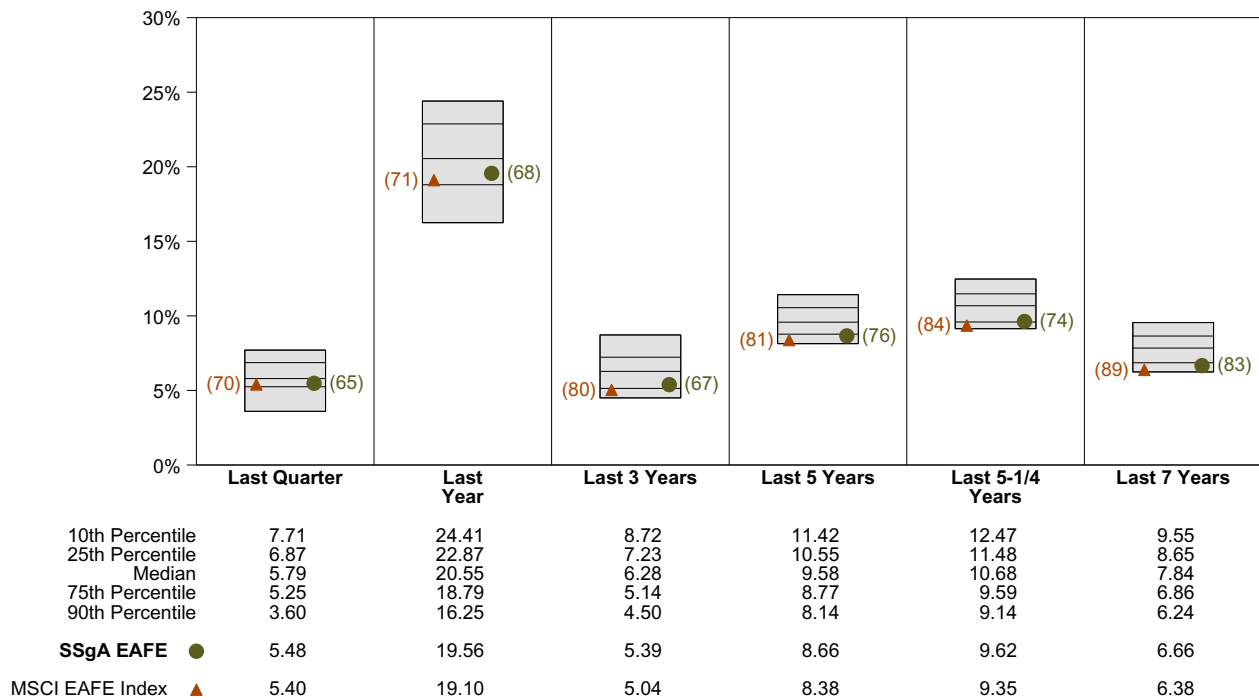 30%
25%
20%
15%
10%
5%
0%
(70)
(65)
(71)
(68)
(80)
(67)
(81)
(76)
(84)
(74)
(89)
(83)
Last Quarter
Last
Year
Last 3 Years
Last 5 Years
Last 5-1/4
Years
Last 7 Years
10th Percentile 7.71 24.41 8.72 11.42 12.47 9.55
25th Percentile 6.87 22.87 7.23 10.55 11.48 8.65
Median 5.79 20.55 6.28 9.58 10.68 7.84
75th Percentile 5.25 18.79 5.14 8.77 9.59 6.86
90th Percentile 3.60 16.25 4.50 8.14 9.14 6.24
SSgA EAFE 5.48 19.56 5.39 8.66 9.62 6.66
MSCI EAFE Index 5.40 19.10 5.04 8.38 9.35 6.38